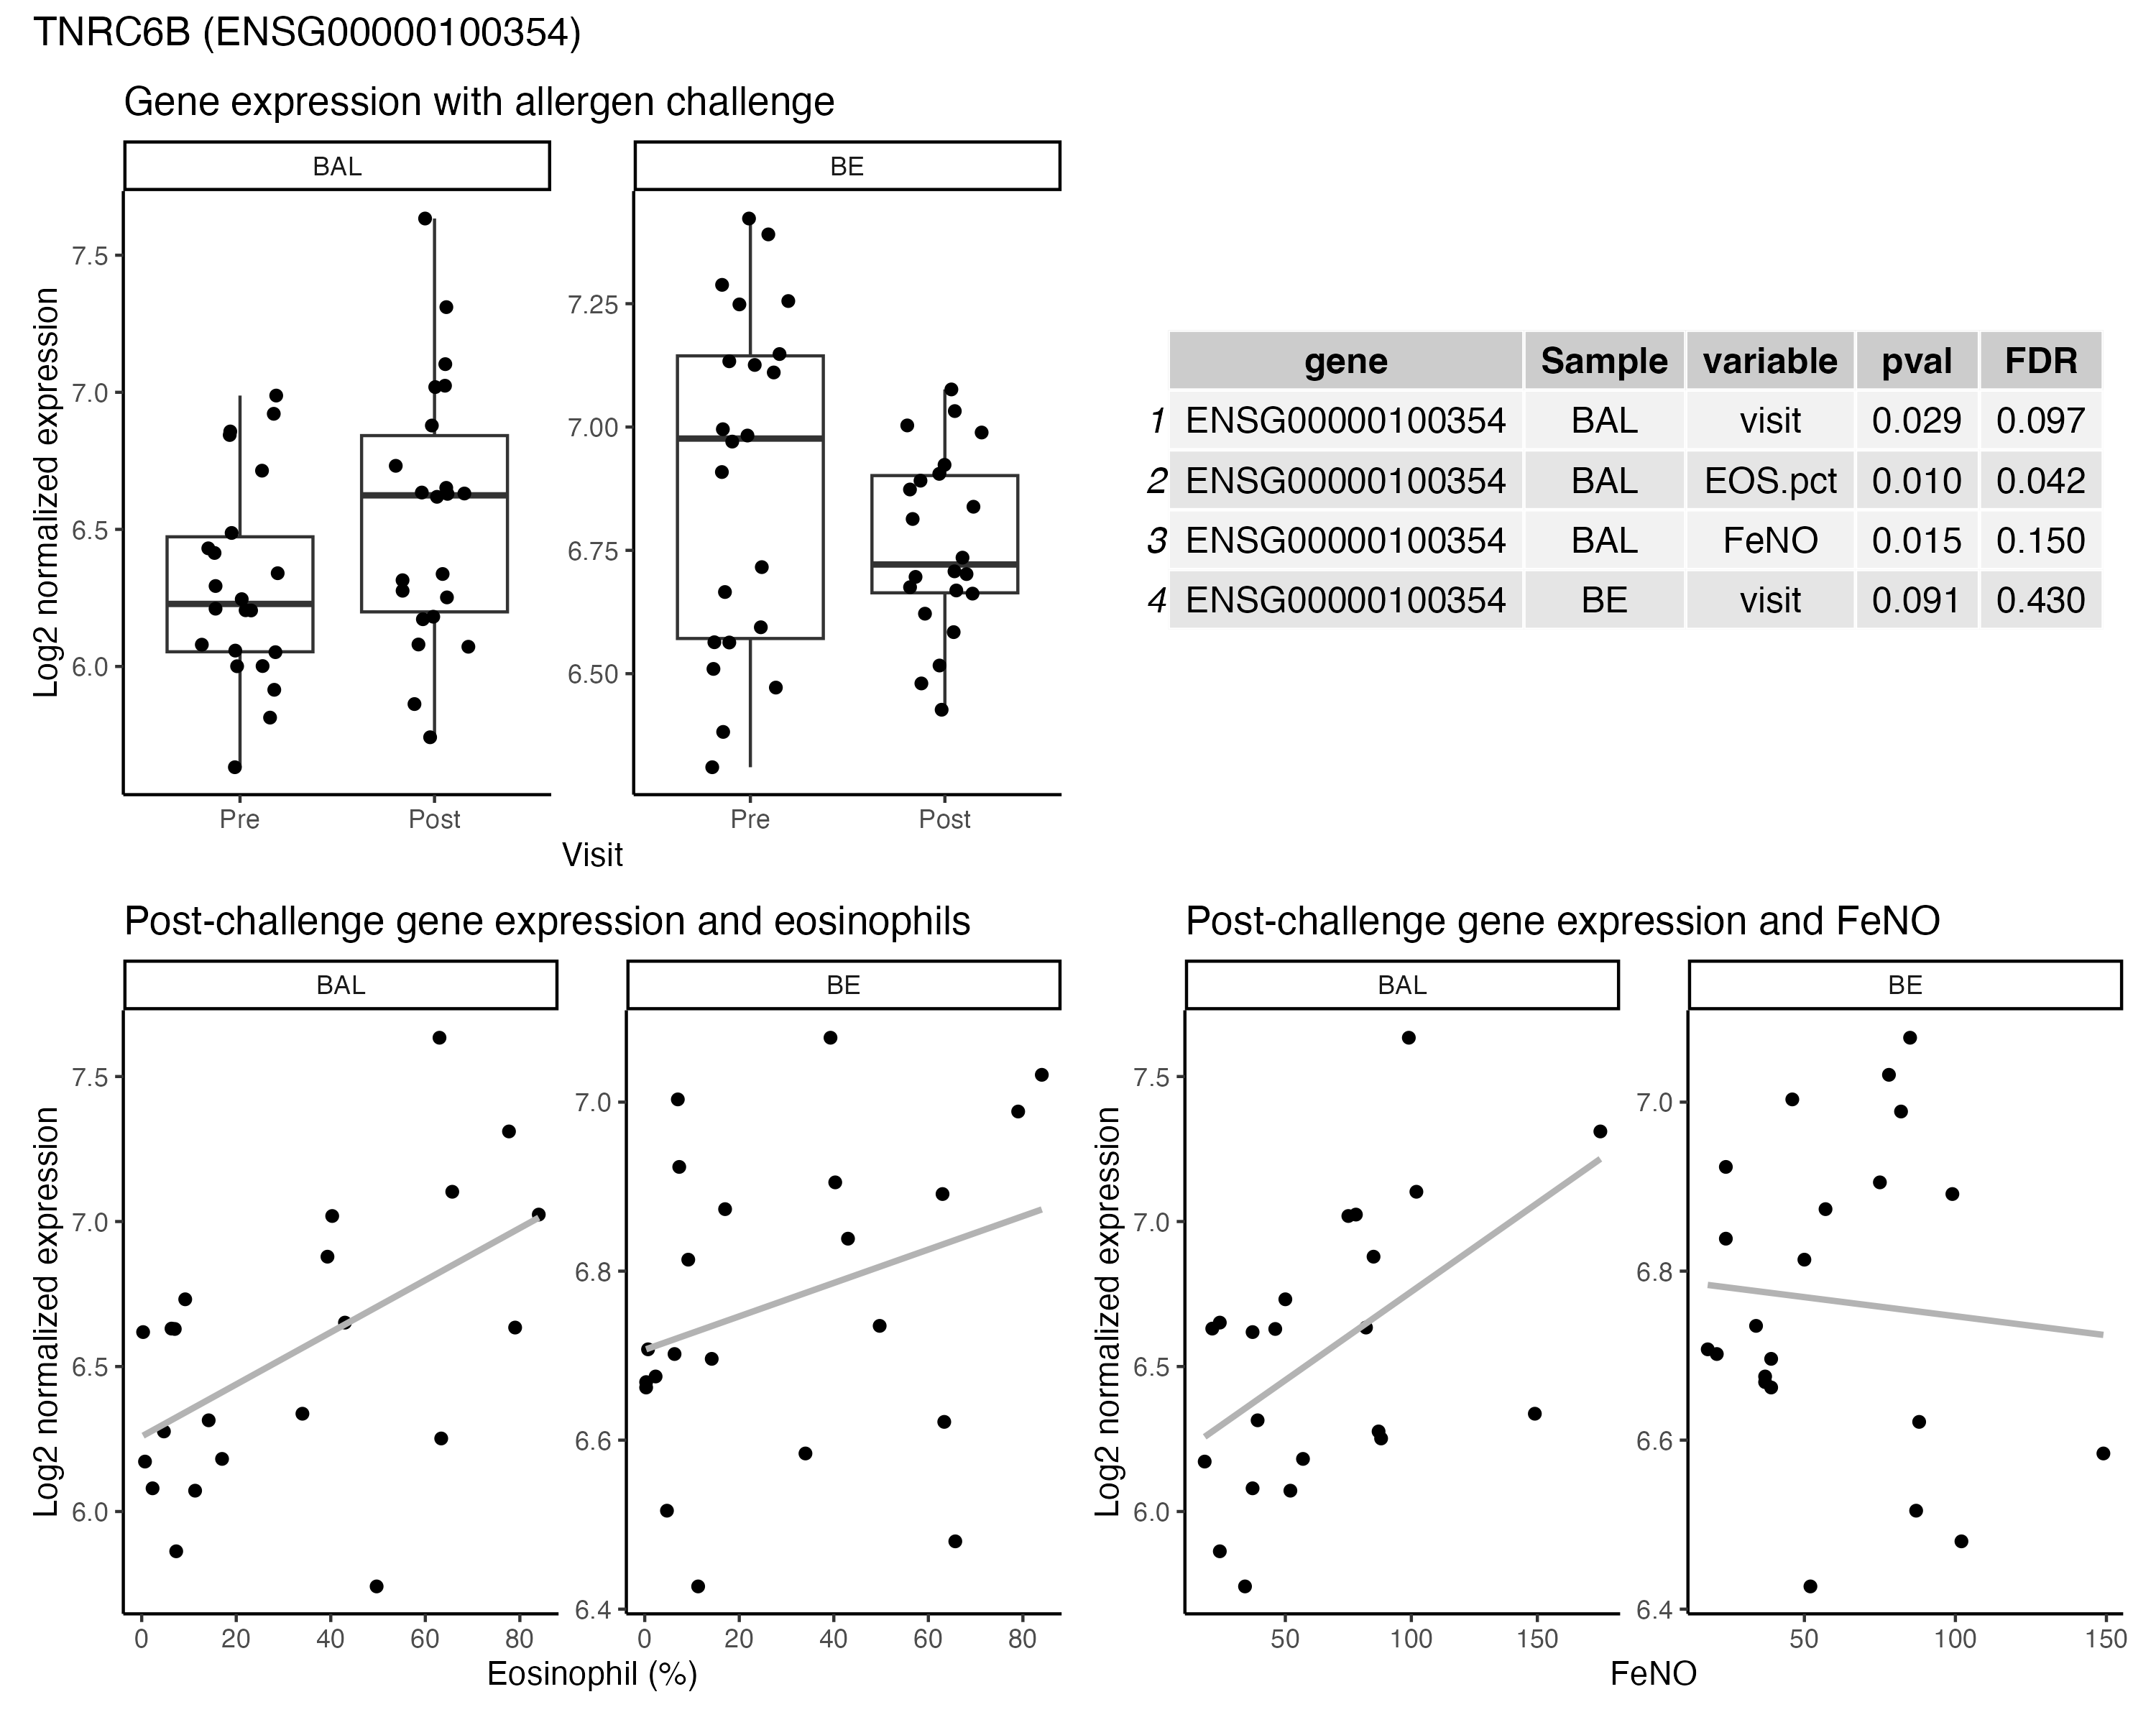 TNRC6B (ENSG00000100354)
Gene expression with allergen challenge
BAL
BE
Log2 normalized expression
7.5
7.0
6.5
6.0
7.25
7.00
6.75
6.50
Pre
Post
Pre
Post
Visit
gene Sample variable pval FDR
1 ENSG00000100354 BAL visit 0.029 0.097
2 ENSG00000100354 BAL EOS.pct 0.010 0.042
3 ENSG00000100354 BAL FeNO 0.015 0.150
4 ENSG00000100354 BE visit 0.091 0.430
Post-challenge gene expression and eosinophils
BAL
BE
Log2 normalized expression
7.5
7.0
6.5
6.0
7.0
6.8
6.6
6.4
0 20 40 60 80
0 20 40 60 80
Eosinophil (%)
Post-challenge gene expression and FeNO
BAL
BE
Log2 normalized expression
7.5
7.0
6.5
6.0
7.0
6.8
6.6
6.4
50 100 150
50 100 150
FeNO